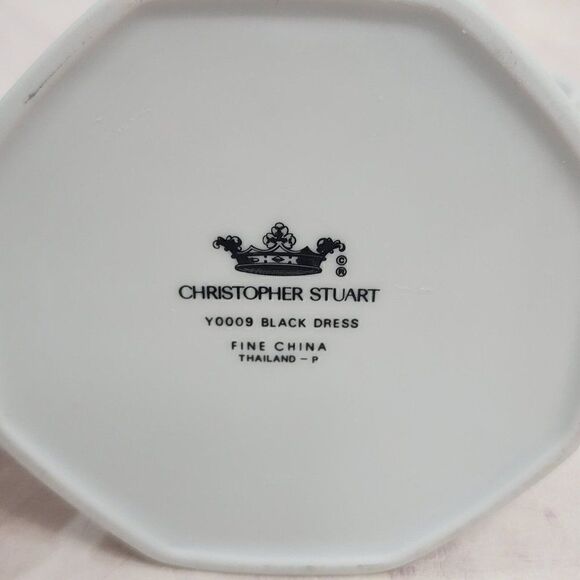 © ®
CHRISTOPHER STUART
Y0009 BLACK DRESS
FINE CHINA
THAILAND - P